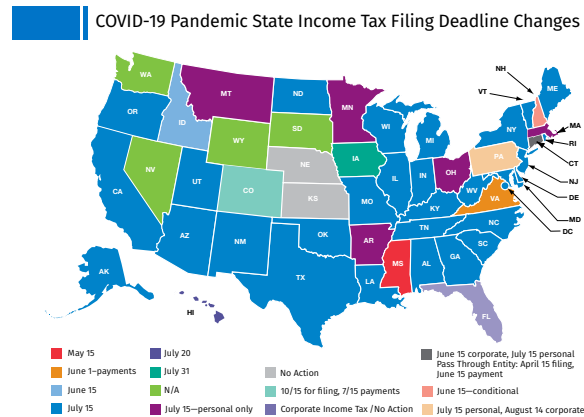 COVID-19 Pandemic State Income Tax Filing Deadline Changes
NH
VT
WA
MT
ND
MN
ME
OR
ID
SD
WI
MI
NY
MA
RI
CT
WY
NE
IA
PA
NJ
NV
UT
CO
KS
IL
IN
OH
WV
VA
DE
MD
DC
CA
MO
KY
AZ
NM
OK
AR
TN
NC
SC
MS
AL
GA
TX
LA
FL
AK
HI
May 15
June 1–payments
June 15
July 15
July 20
July 31
N/A
July 15—personal only
No Action
10/15 for filing, 7/15 payments
Corporate Income Tax / No Action
June 15 corporate, July 15 personal
Pass Through Entity: April 15 filing,
June 15 payment
June 15—conditional
July 15 personal, August 14 corporate